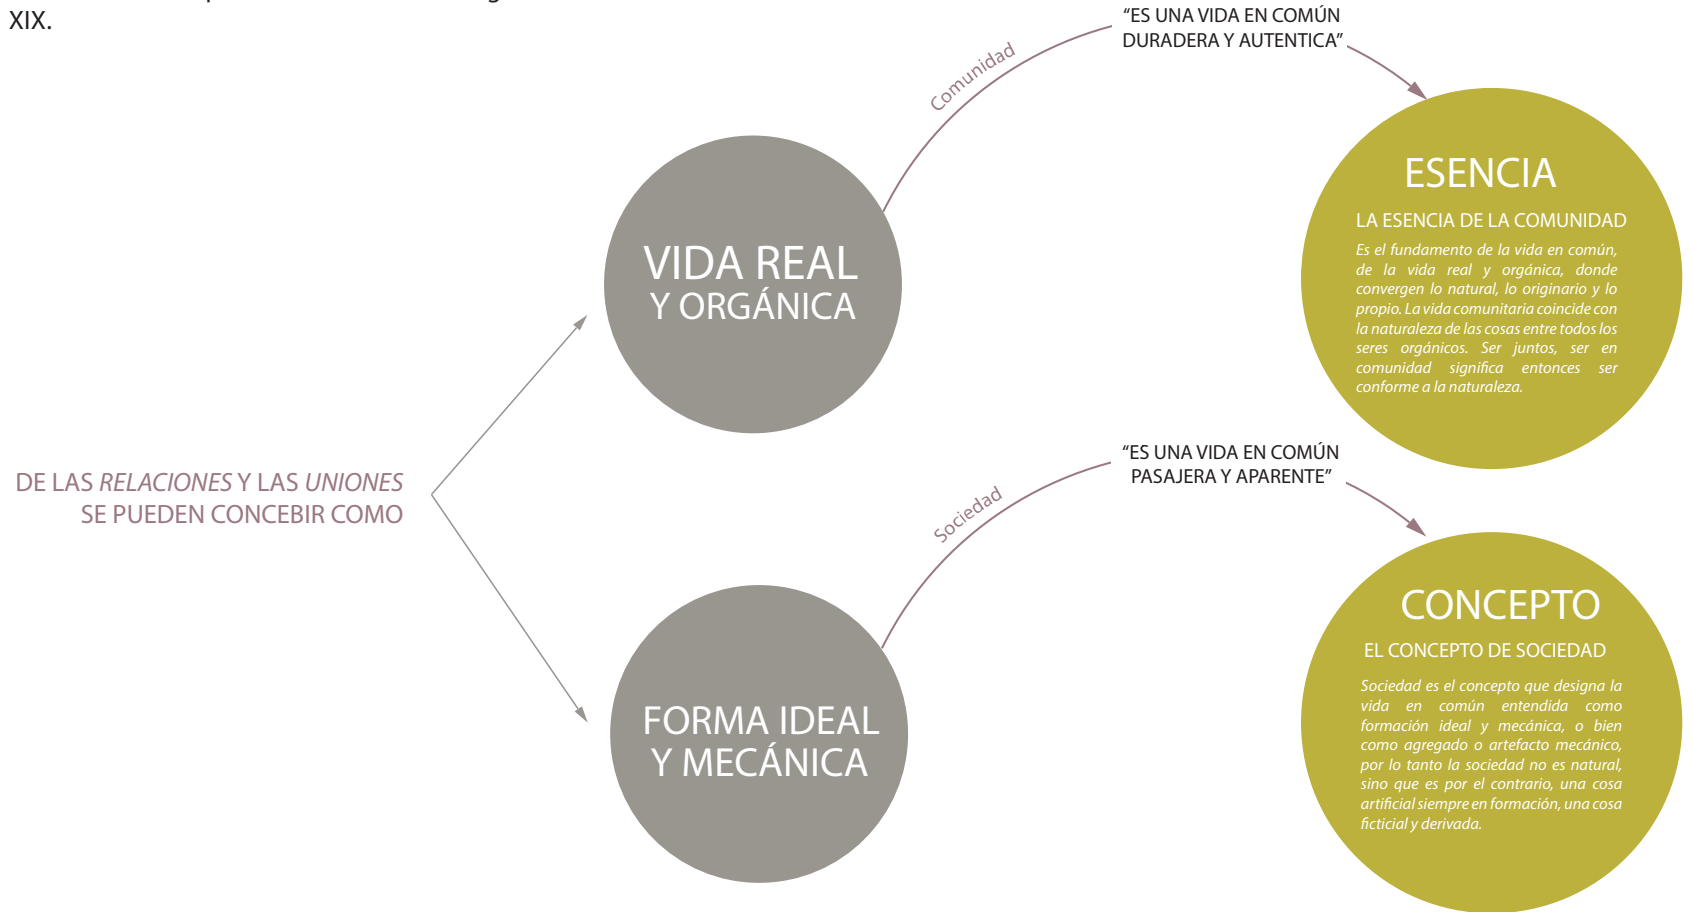 XIX.
"ES UNA VIDA EN COMÚN
DURADERA Y AUTENTICA"
Comunidad
ESENCIA
LA ESENCIA DE LA COMUNIDAD
Es el fundamento de la vida en común,
de la vida real y orgánica, donde
convergen lo natural, lo originario y lo
propio. La vida comunitaria coincide con
la naturaleza de las cosas entre todos los
seres orgánicos. Ser juntos, ser en
comunidad significa entonces ser
conforme a la naturaleza.
VIDA REAL
Y ORGÁNICA
DE LAS RELACIONES Y LAS UNIONES
SE PUEDEN CONCEBIR COMO
"ES UNA VIDA EN COMÚN
PASAJERA Y APARENTE"
Sociedad
FORMA IDEAL
Y MECÁNICA
CONCEPTO
EL CONCEPTO DE SOCIEDAD
Sociedad es el concepto que designa la
vida en común entendida como
formación ideal y mecánica, o bien
como agregado o artefacto mecánico,
por lo tanto la sociedad no es natural,
sino que es por el contrario, una cosa
artificial siempre en formación, una cosa
ficticial y derivada.